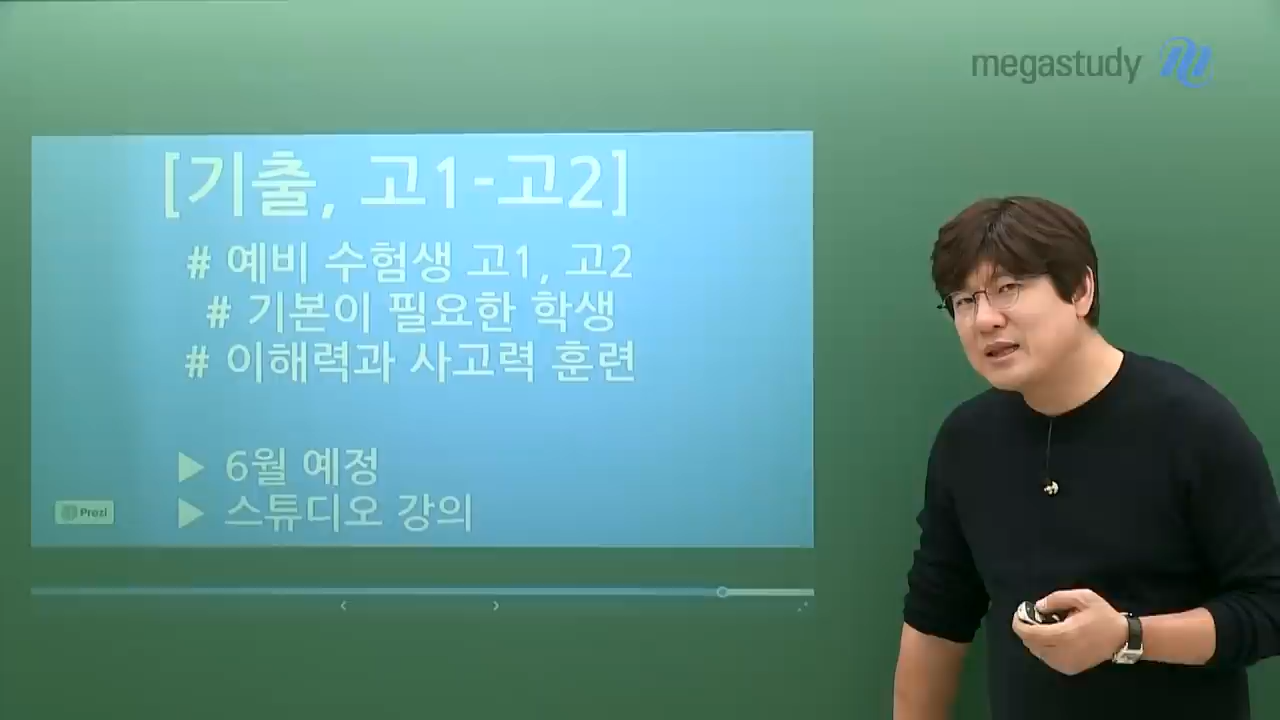 megastudy
[기출, 고1-고2]
# 예비 수험생 고1, 고2
# 기본이 필요한 학생
# 이해력과 사고력 훈련
▶ 6월 예정
▶ 스튜디오 강의
Prezi